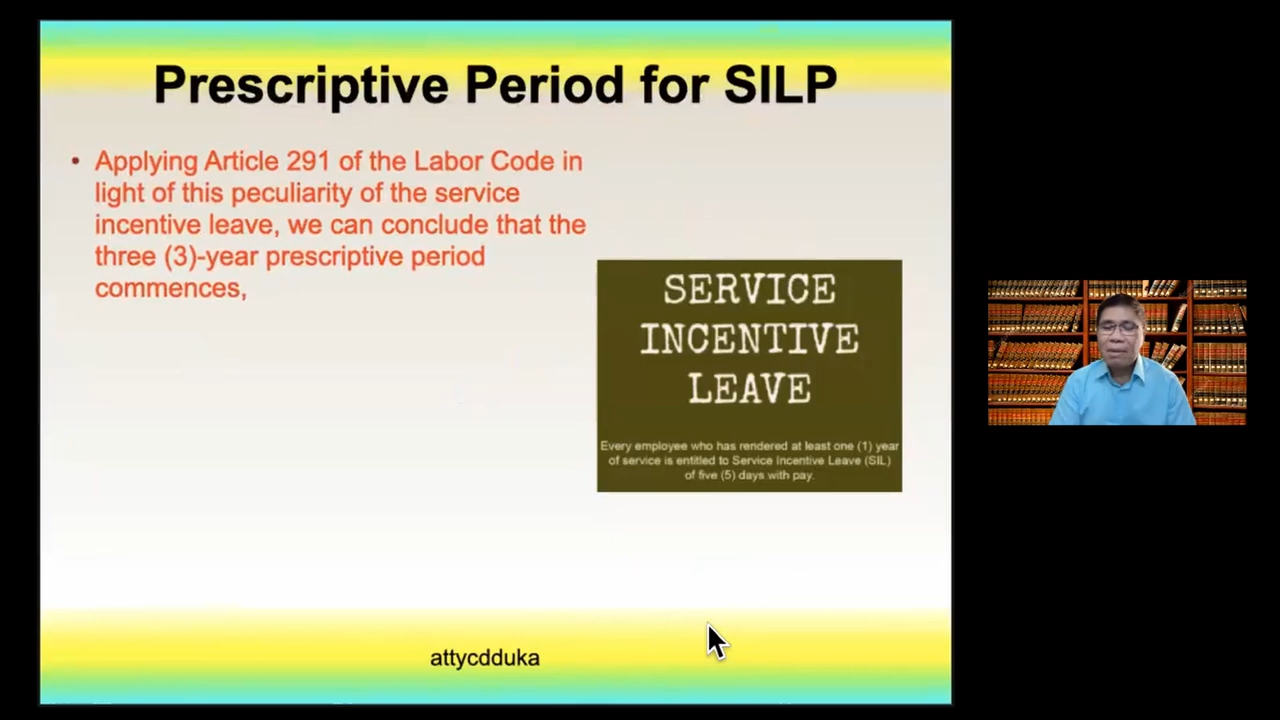 Prescriptive Period for SILP
• Applying Article 291 of the Labor Code in
light of this peculiarity of the service
incentive leave, we can conclude that the
three (3)-year prescriptive period
commences,
SERVICE
INCENTIVE
LEAVE
Every employee who has rendered at least one (1) year
of service is entitled to Service Incentive Leave (SIL)
of five (5) days with pay.
attycdduka